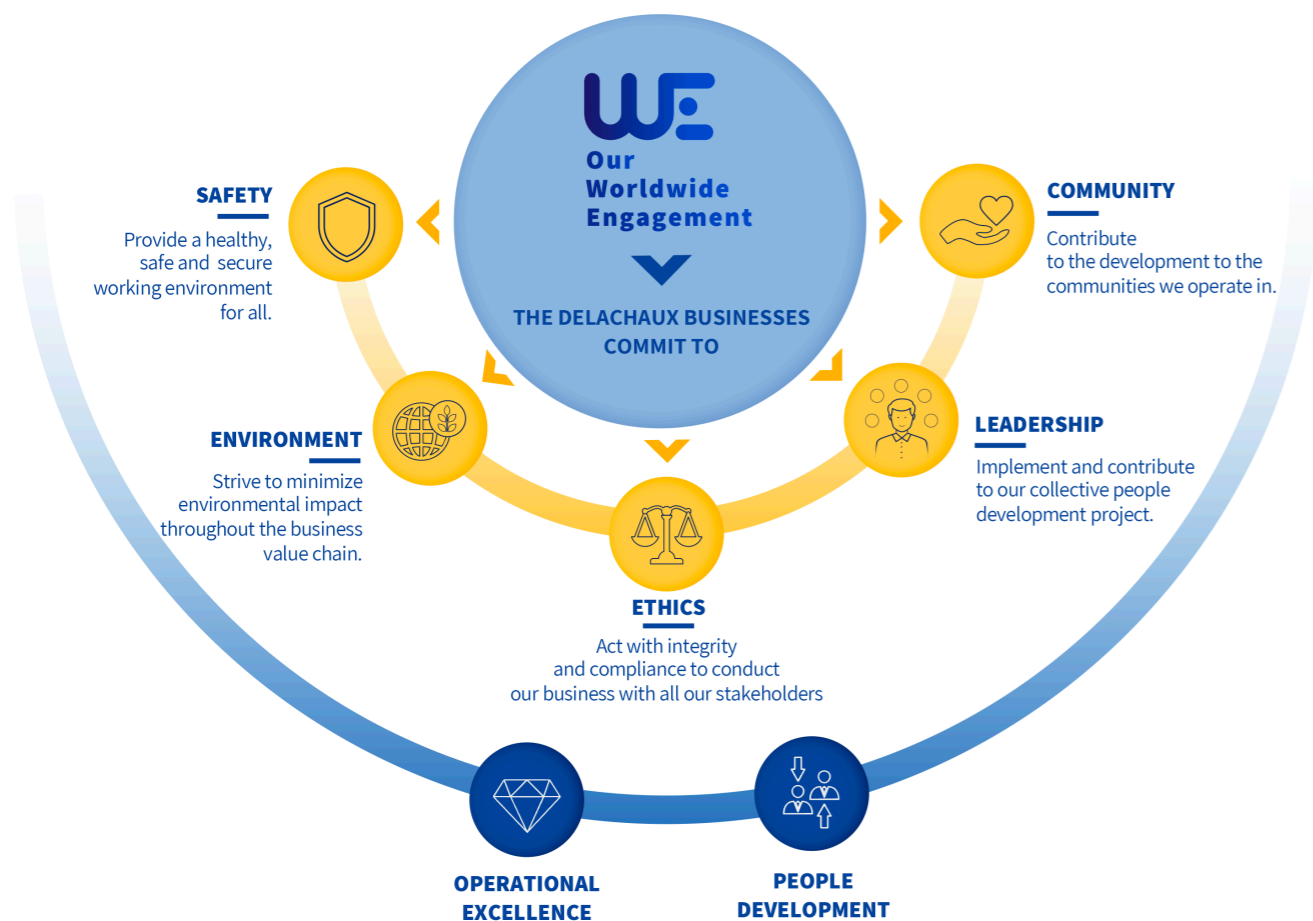 WE
Our
Worldwide
Engagement
THE DELACHAUX BUSINESSES
COMMIT TO
SAFETY
Provide a healthy,
safe and secure
working environment
for all.
ENVIRONMENT
Strive to minimize
environmental impact
throughout the business
value chain.
ETHICS
Act with integrity
and compliance to conduct
our business with all our stakeholders
LEADERSHIP
Implement and contribute
to our collective people
development project.
COMMUNITY
Contribute
to the development to the
communities we operate in.
OPERATIONAL
EXCELLENCE
PEOPLE
DEVELOPMENT